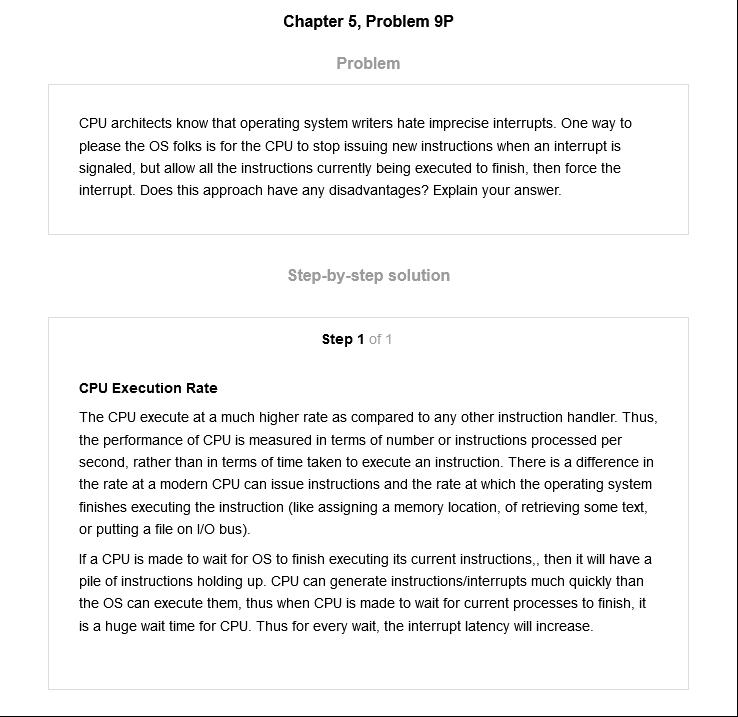 Chapter 5, Problem 9P
Problem
CPU architects know that operating system writers hate imprecise interrupts. One way to
please the OS folks is for the CPU to stop issuing new instructions when an interrupt is
signaled, but allow all the instructions currently being executed to finish, then force the
interrupt. Does this approach have any disadvantages? Explain your answer.
Step-by-step solution
Step 1 of 1
CPU Execution Rate
The CPU execute at a much higher rate as compared to any other instruction handler. Thus,
the performance of CPU is measured in terms of number or instructions processed per
second, rather than in terms of time taken to execute an instruction. There is a difference in
the rate at a modern CPU can issue instructions and the rate at which the operating system
finishes executing the instruction (like assigning a memory location, of retrieving some text,
or putting a file on I/O bus).
If a CPU is made to wait for OS to finish executing its current instructions,, then it will have a
pile of instructions holding up. CPU can generate instructions/interrupts much quickly than
the OS can execute them, thus when CPU is made to wait for current processes to finish, it
is a huge wait time for CPU. Thus for every wait, the interrupt latency will increase.